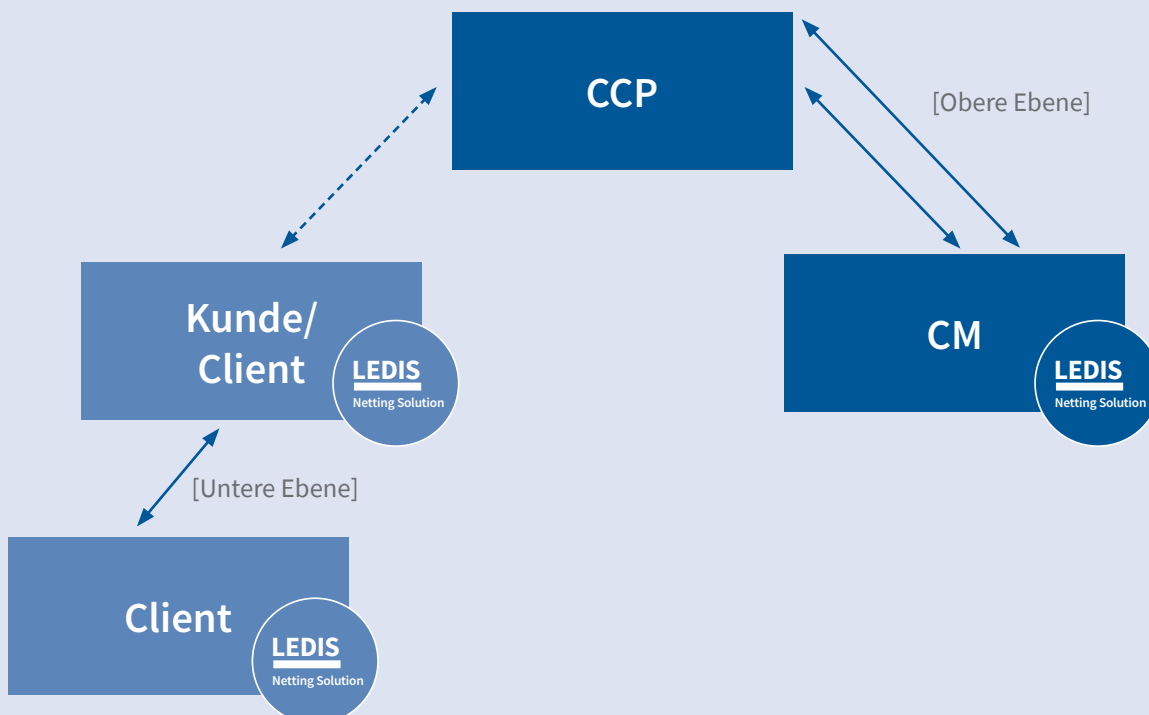 CCP
[Obere Ebene]
Kunde/
Client
LEDIS
Netting Solution
CM
LEDIS
Netting Solution
[Untere Ebene]
Client
LEDIS
Netting Solution